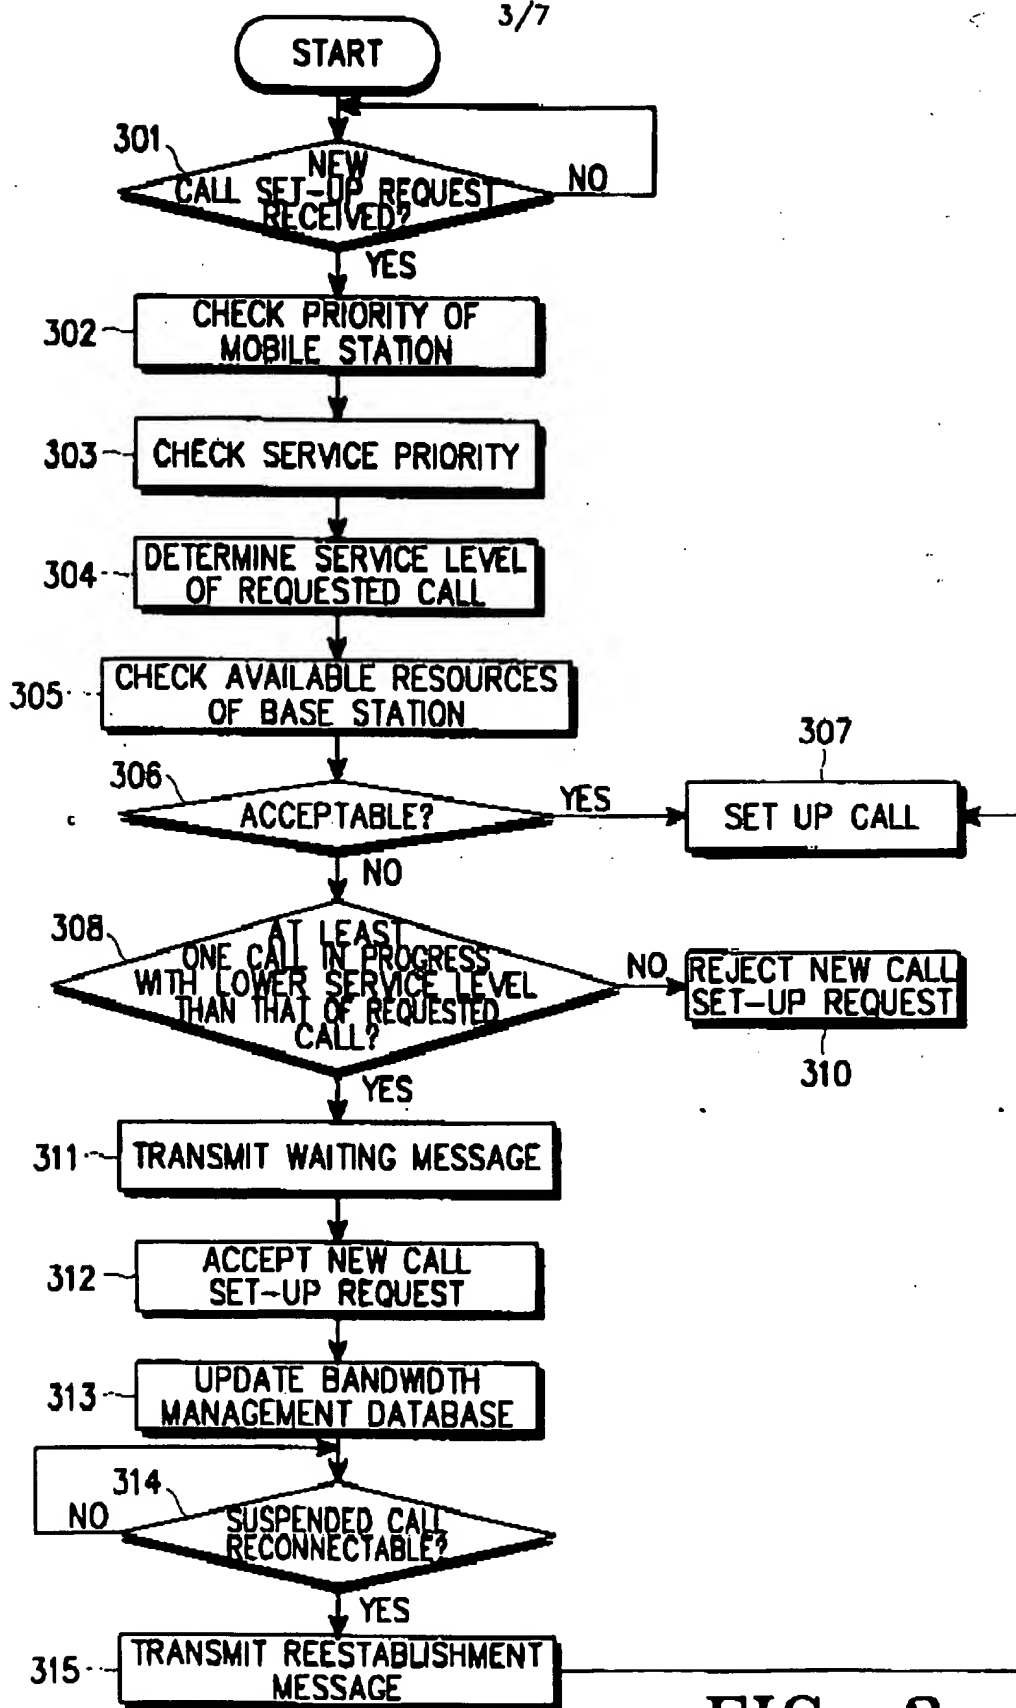 3/7
START
301
NEW
CALL SET-UP REQUEST
RECEIVED?
NO
YES
302
CHECK PRIORITY OF
MOBILE STATION
303
CHECK SERVICE PRIORITY
304
DETERMINE SERVICE LEVEL
OF REQUESTED CALL
305
CHECK AVAILABLE RESOURCES
OF BASE STATION
306
ACCEPTABLE?
YES
307
SET UP CALL
NO
308
AT LEAST
ONE CALL IN PROGRESS
WITH LOWER SERVICE LEVEL
THAN THAT OF REQUESTED
CALL?
NO
REJECT NEW CALL
SET-UP REQUEST
310
YES
311
TRANSMIT WAITING MESSAGE
312
ACCEPT NEW CALL
SET-UP REQUEST
313
UPDATE BANDWIDTH
MANAGEMENT DATABASE
314
NO
SUSPENDED CALL
RECONNECTABLE?
YES
315
TRANSMIT REESTABLISHMENT
MESSAGE
FIG.